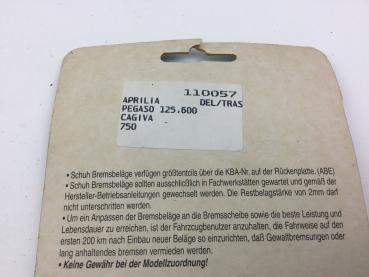 110057
APRILIA DEL/TRAS
PEGASO 125,600
CAGIVA
750
• Schuh Bremsbeläge verfügen größtenteils über die KBA-Nr. auf der Rückenplatte. (ABE)
• Schuh Bremsbeläge sollten ausschließlich in Fachwerkstätten gewartet und gemäß der
Hersteller-Betriebsanleitungen gewechselt werden. Die Restbelagstärke von 2mm darf
nicht unterschritten werden.
• Um ein Anpassen der Bremsbeläge an die Bremsscheibe sowie die beste Leistung und
Lebensdauer zu erreichen, ist der Fahrzeugbenutzer anzuhalten, die Fahrweise auf den
ersten 200 km nach Einbau neuer Beläge so einzurichten, daß Gewaltbremsungen oder
lang anhaltendes bremsen vermieden werden.
• Keine Gewähr bei der Modellzuordnung!